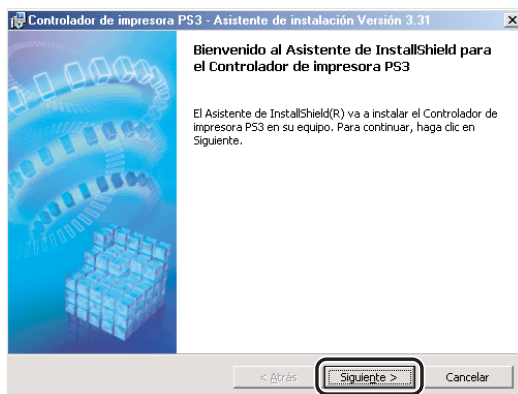 Controlador de impresora PS3 - Asistente de instalación Versión 3.31
Bienvenido al Asistente de InstallShield para
el Controlador de impresora PS3
El Asistente de InstallShield(R) va a instalar el Controlador de
impresora PS3 en su equipo. Para continuar, haga clic en
Siguiente.
< Atrás
Siguiente >
Cancelar